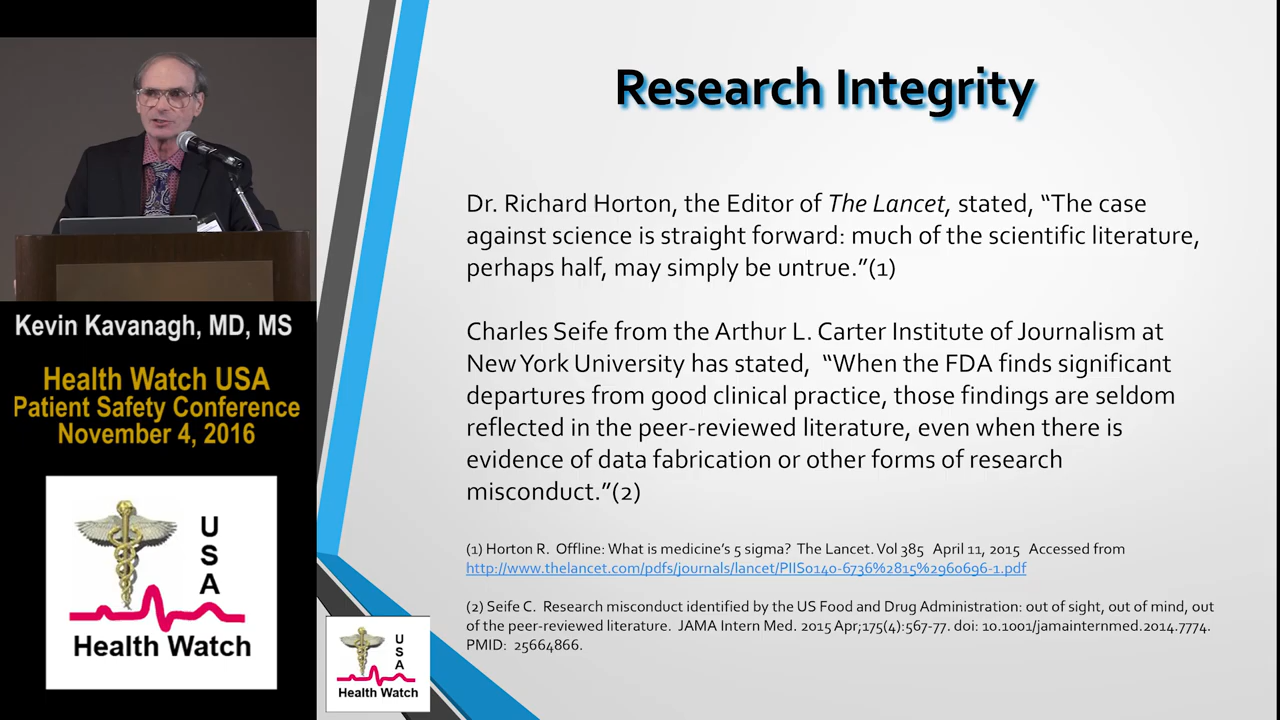 Kevin Kavanagh, MD, MS
Health Watch USA
Patient Safety Conference
November 4, 2016
U
S
A
Health Watch
Research Integrity
Dr. Richard Horton, the Editor of The Lancet, stated, “The case
against science is straight forward: much of the scientific literature,
perhaps half, may simply be untrue.”(1)
Charles Seife from the Arthur L. Carter Institute of Journalism at
New York University has stated, “When the FDA finds significant
departures from good clinical practice, those findings are seldom
reflected in the peer-reviewed literature, even when there is
evidence of data fabrication or other forms of research
misconduct.”(2)
(1) Horton R. Offline: What is medicine’s 5 sigma? The Lancet. Vol 385 April 11, 2015 Accessed from
http://www.thelancet.com/pdfs/journals/lancet/PIIS0140-6736%2815%2960696-1.pdf
(2) Seife C. Research misconduct identified by the US Food and Drug Administration: out of sight, out of mind, out
of the peer-reviewed literature. JAMA Intern Med. 2015 Apr;175(4):567-77. doi: 10.1001/jamainternmed.2014.7774.
PMID: 25664866.
U
S
A
Health Watch